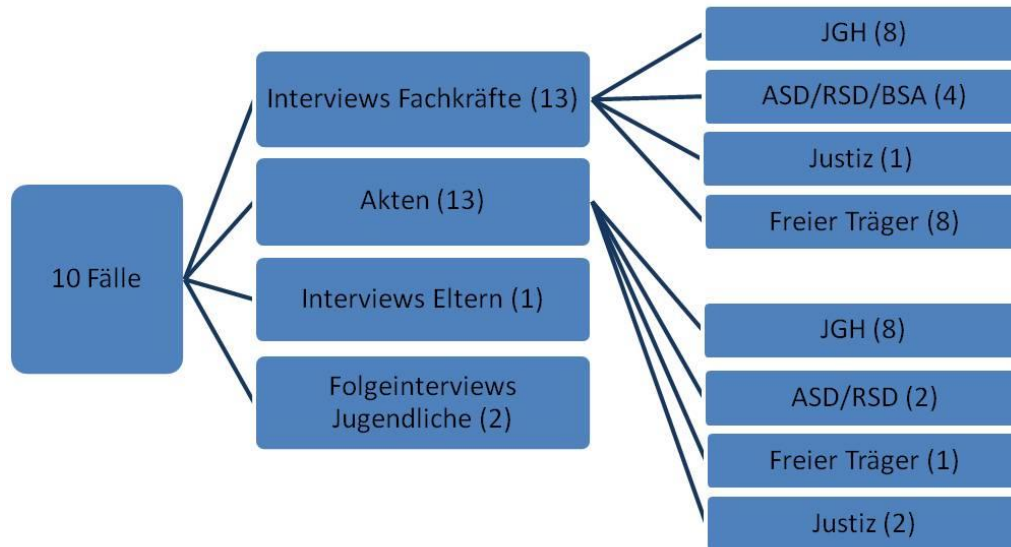 10 Fälle
Interviews Fachkräfte (13)
Akten (13)
Interviews Eltern (1)
Folgeinterviews
Jugendliche (2)
JGH (8)
ASD/RSD/BSA (4)
Justiz (1)
Freier Träger (8)
JGH (8)
ASD/RSD (2)
Freier Träger (1)
Justiz (2)